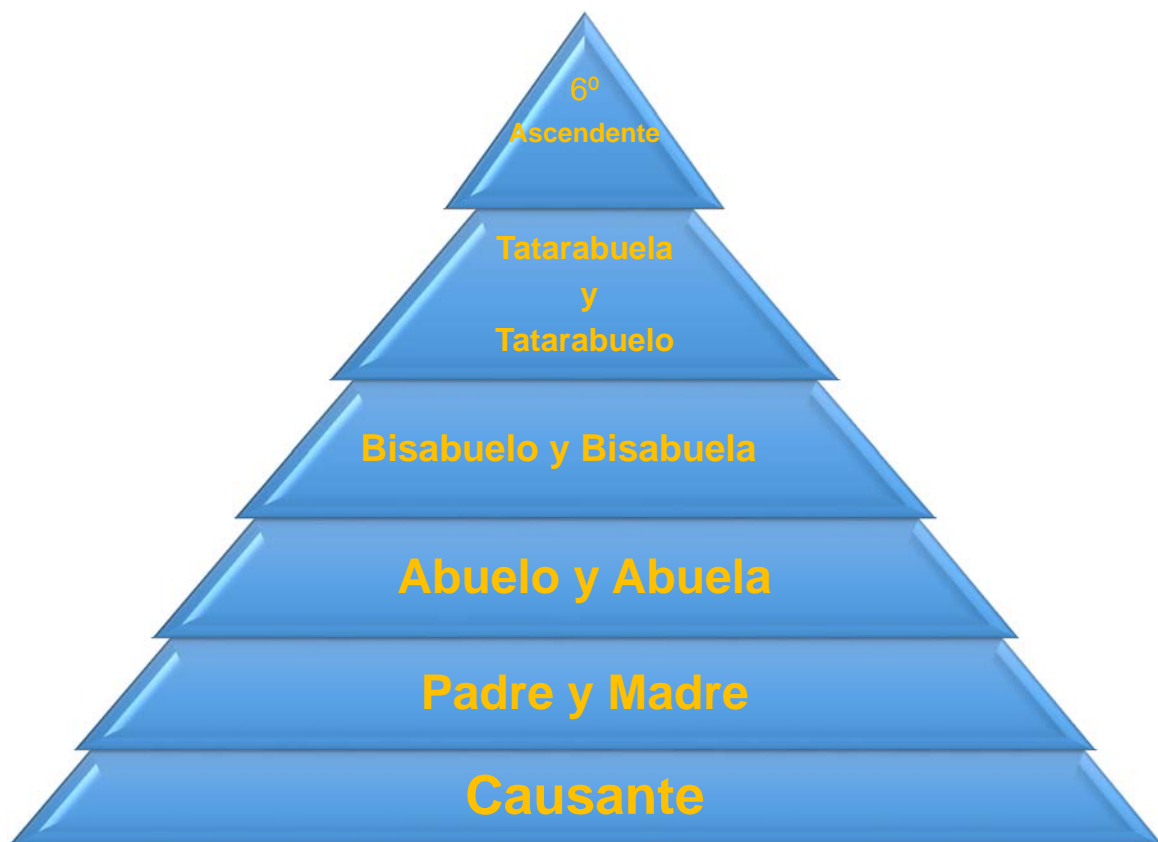 6º
Ascendente
Tatarabuela
y
Tatarabuelo
Bisabuelo y Bisabuela
Abuelo y Abuela
Padre y Madre
Causante